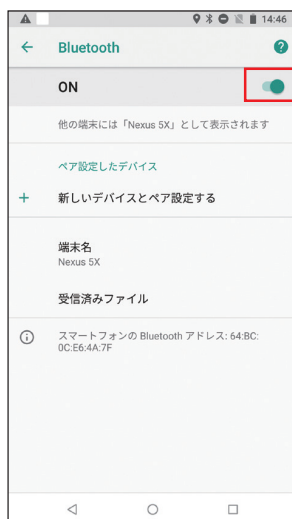 14:46
Bluetooth
ON
他の端末には「Nexus 5X」として表示されます
ペア設定したデバイス
+ 新しいデバイスとペア設定する
端末名
Nexus 5X
受信済みファイル
スマートフォンの Bluetooth アドレス: 64:BC:
0C:E6:4A:7F